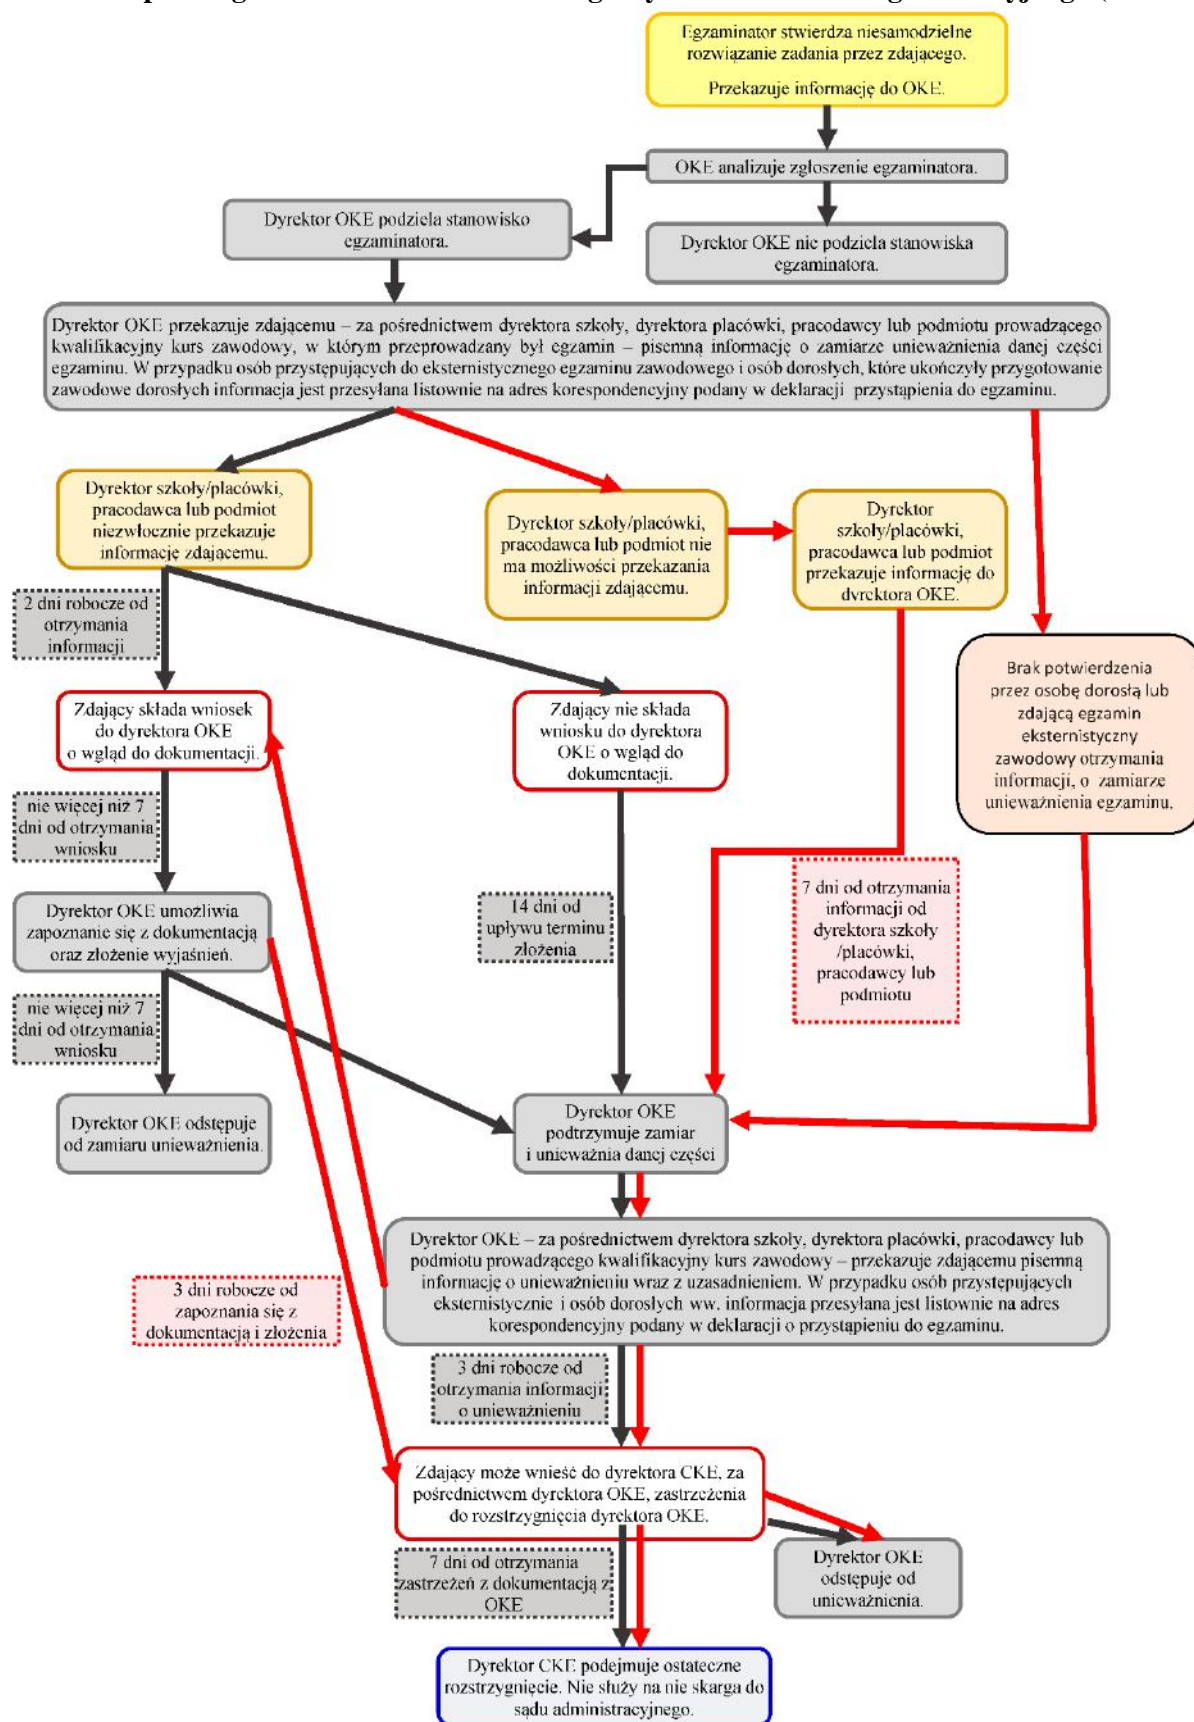 Egzaminator stwierdza niesamodzielne
rozwiązanie zadania przez zdającego.
Przekazuje informację do OKE.
OKE analizuje zgłoszenie egzaminatora.
Dyrektor OKE podziela stanowisko
egzaminatora.
Dyrektor OKE nie podziela stanowiska
egzaminatora.
Dyrektor OKE przekazuje zdającemu – za pośrednictwem dyrektora szkoły, dyrektora placówki, pracodawcy lub podmiotu prowadzącego
kwalifikacyjny kurs zawodowy, w którym przeprowadzany był egzamin – pisemną informację o zamiarze unieważnienia danej części
egzaminu. W przypadku osób przystępujących do eksternistycznego egzaminu zawodowego i osób dorosłych, które ukończyły przygotowanie
zawodowe dorosłych informacja jest przesyłana listownie na adres korespondencyjny podany w deklaracji przystąpienia do egzaminu.
Dyrektor szkoły/placówki,
pracodawca lub podmiot
niezwłocznie przekazuje
informację zdającemu.
Dyrektor szkoły/placówki,
pracodawca lub podmiot nie
ma możliwości przekazania
informacji zdającemu.
Dyrektor
szkoły/placówki,
pracodawca lub podmiot
przekazuje informację do
dyrektora OKE.
2 dni robocze od
otrzymania
informacji
Brak potwierdzenia
przez osobę dorosłą lub
zdającą egzamin
eksternistyczny
zawodowy otrzymania
informacji, o zamiarze
unieważnienia egzaminu.
Zdający składa wniosek
do dyrektora OKE
o wgląd do dokumentacji.
Zdający nie składa
wniosku do dyrektora
OKE o wgląd do
dokumentacji.
nie więcej niż 7
dni od otrzymania
wniosku
7 dni od otrzymania
informacji od
dyrektora szkoły
/placówki,
pracodawcy lub
podmiotu
Dyrektor OKE umożliwia
zapoznanie się z dokumentacją
oraz złożenie wyjaśnień.
14 dni od
upływu terminu
złożenia
nie więcej niż 7
dni od otrzymania
wniosku
Dyrektor OKE odstępuje
od zamiaru unieważnienia.
Dyrektor OKE
podtrzymuje zamiar
i unieważnia danej części
Dyrektor OKE – za pośrednictwem dyrektora szkoły, dyrektora placówki, pracodawcy lub
podmiotu prowadzącego kwalifikacyjny kurs zawodowy – przekazuje zdającemu pisemną
informację o unieważnieniu wraz z uzasadnieniem. W przypadku osób przystępujących
eksternistycznie i osób dorosłych ww. informacja przesyłana jest listownie na adres
korespondencyjny podany w deklaracji o przystąpieniu do egzaminu.
3 dni robocze od
zapoznania się z
dokumentacją i złożenia
3 dni robocze od
otrzymania informacji
o unieważnieniu
Zdający może wnieść do dyrektora CKE, za
pośrednictwem dyrektora OKE, zastrzeżenia
do rozstrzygnięcia dyrektora OKE.
7 dni od otrzymania
zastrzeżeń z dokumentacją z
OKE
Dyrektor OKE
odstępuje od
unieważnienia.
Dyrektor CKE podejmuje ostateczne
rozstrzygnięcie. Nie służy na nie skarga do
sądu administracyjnego.